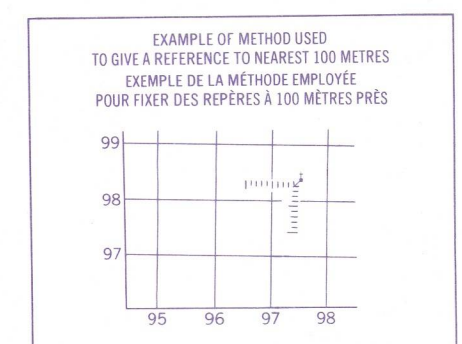 EXAMPLE OF METHOD USED
TO GIVE A REFERENCE TO NEAREST 100 METRES
EXEMPLE DE LA MÉTHODE EMPLOYÉE
POUR FIXER DES REPÈRES À 100 MÈTRES PRÈS
99
98
97
95 96 97 98